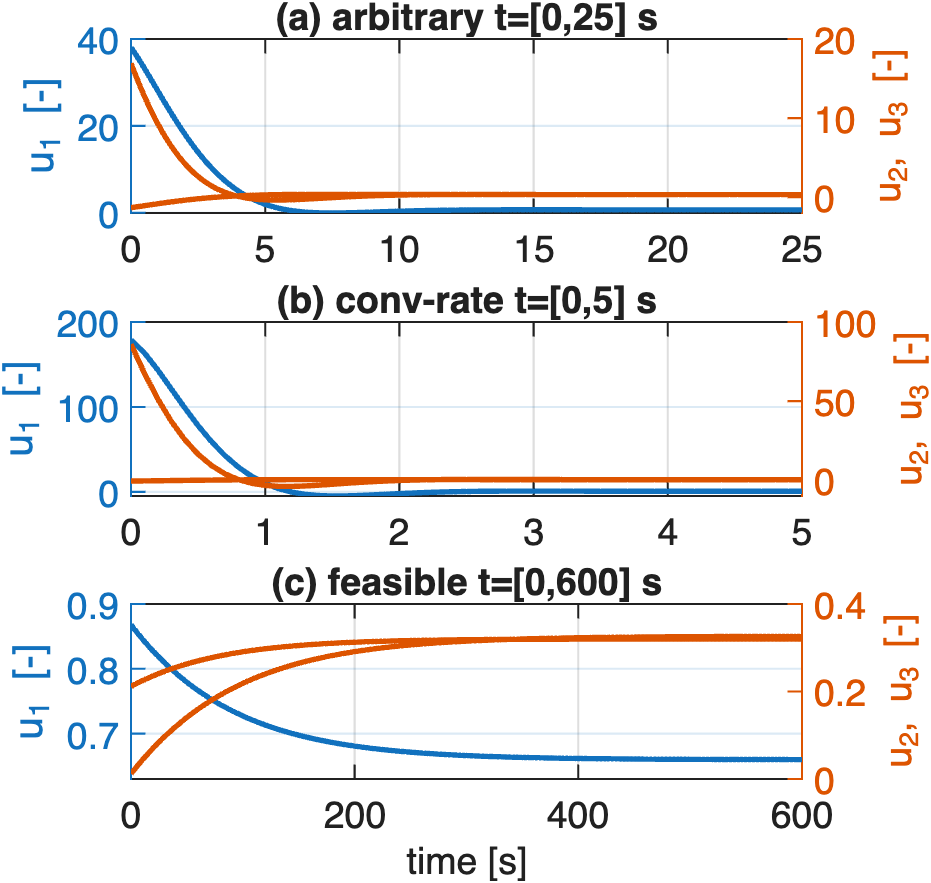 (a) arbitrary t=[0,25] s
40
20
0
u₁ [-]
20
10
0
u₂, u₃ [-]
0 5 10 15 20 25
(b) conv-rate t=[0,5] s
200
100
0
u₁ [-]
100
50
0
u₂, u₃ [-]
0 1 2 3 4 5
(c) feasible t=[0,600] s
0.9
0.8
0.7
u₁ [-]
0.4
0.2
0
u₂, u₃ [-]
0 200 400 600
time [s]